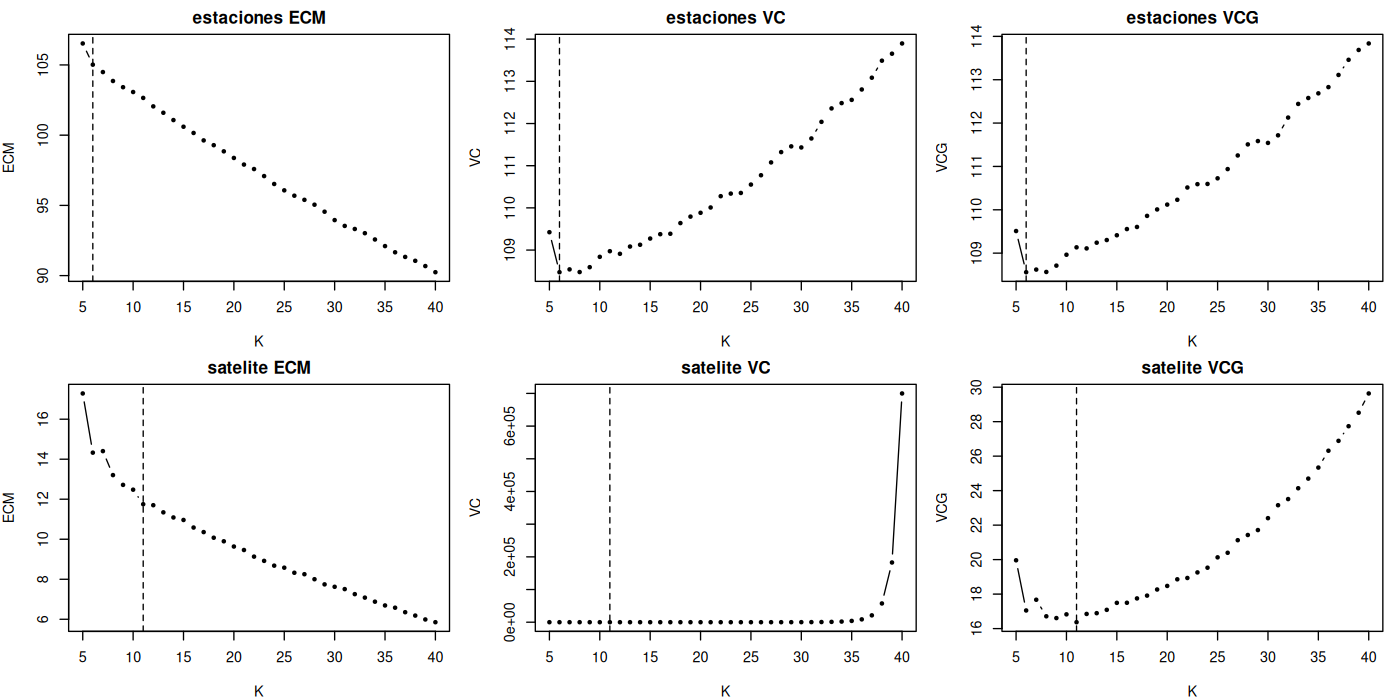 estaciones ECM
ECM
90 95 100 105
5 10 15 20 25 30 35 40
K
estaciones VC
VC
109 110 111 112 113 114
5 10 15 20 25 30 35 40
K
estaciones VCG
VCG
109 110 111 112 113 114
5 10 15 20 25 30 35 40
K
satelite ECM
ECM
6 8 10 12 14 16
5 10 15 20 25 30 35 40
K
satelite VC
VC
0e+00 2e+05 4e+05 6e+05
5 10 15 20 25 30 35 40
K
satelite VCG
VCG
16 18 20 22 24 26 28 30
5 10 15 20 25 30 35 40
K